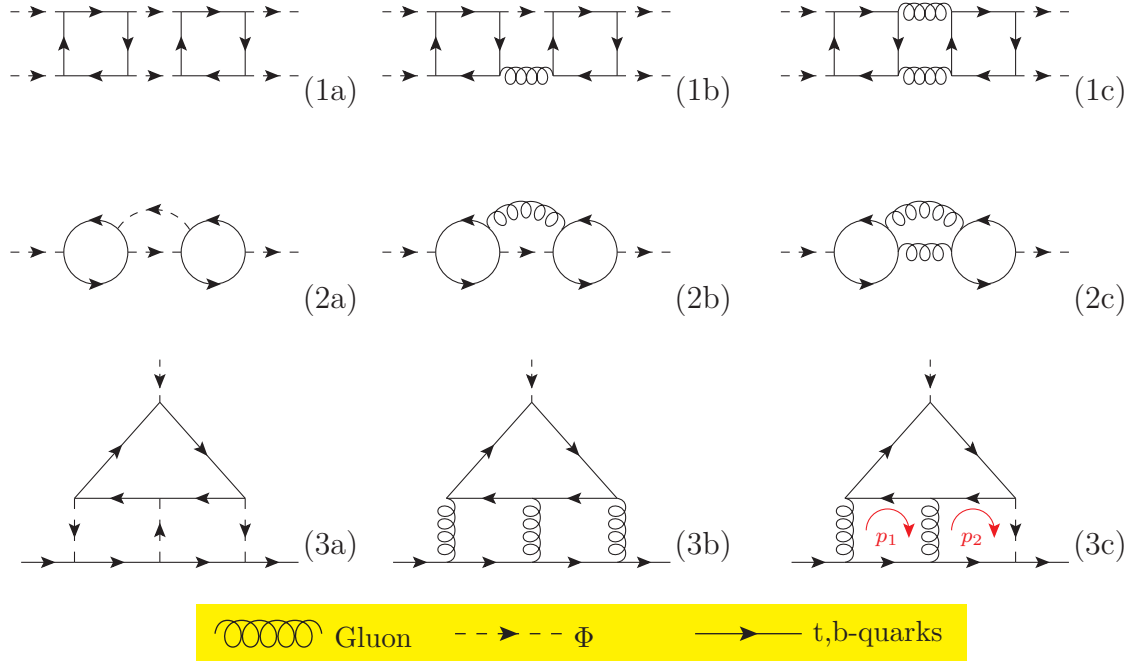 (1a) (1b) (1c)
(2a) (2b) (2c)
p₁ p₂
(3a) (3b) (3c)
Gluon Φ t,b-quarks